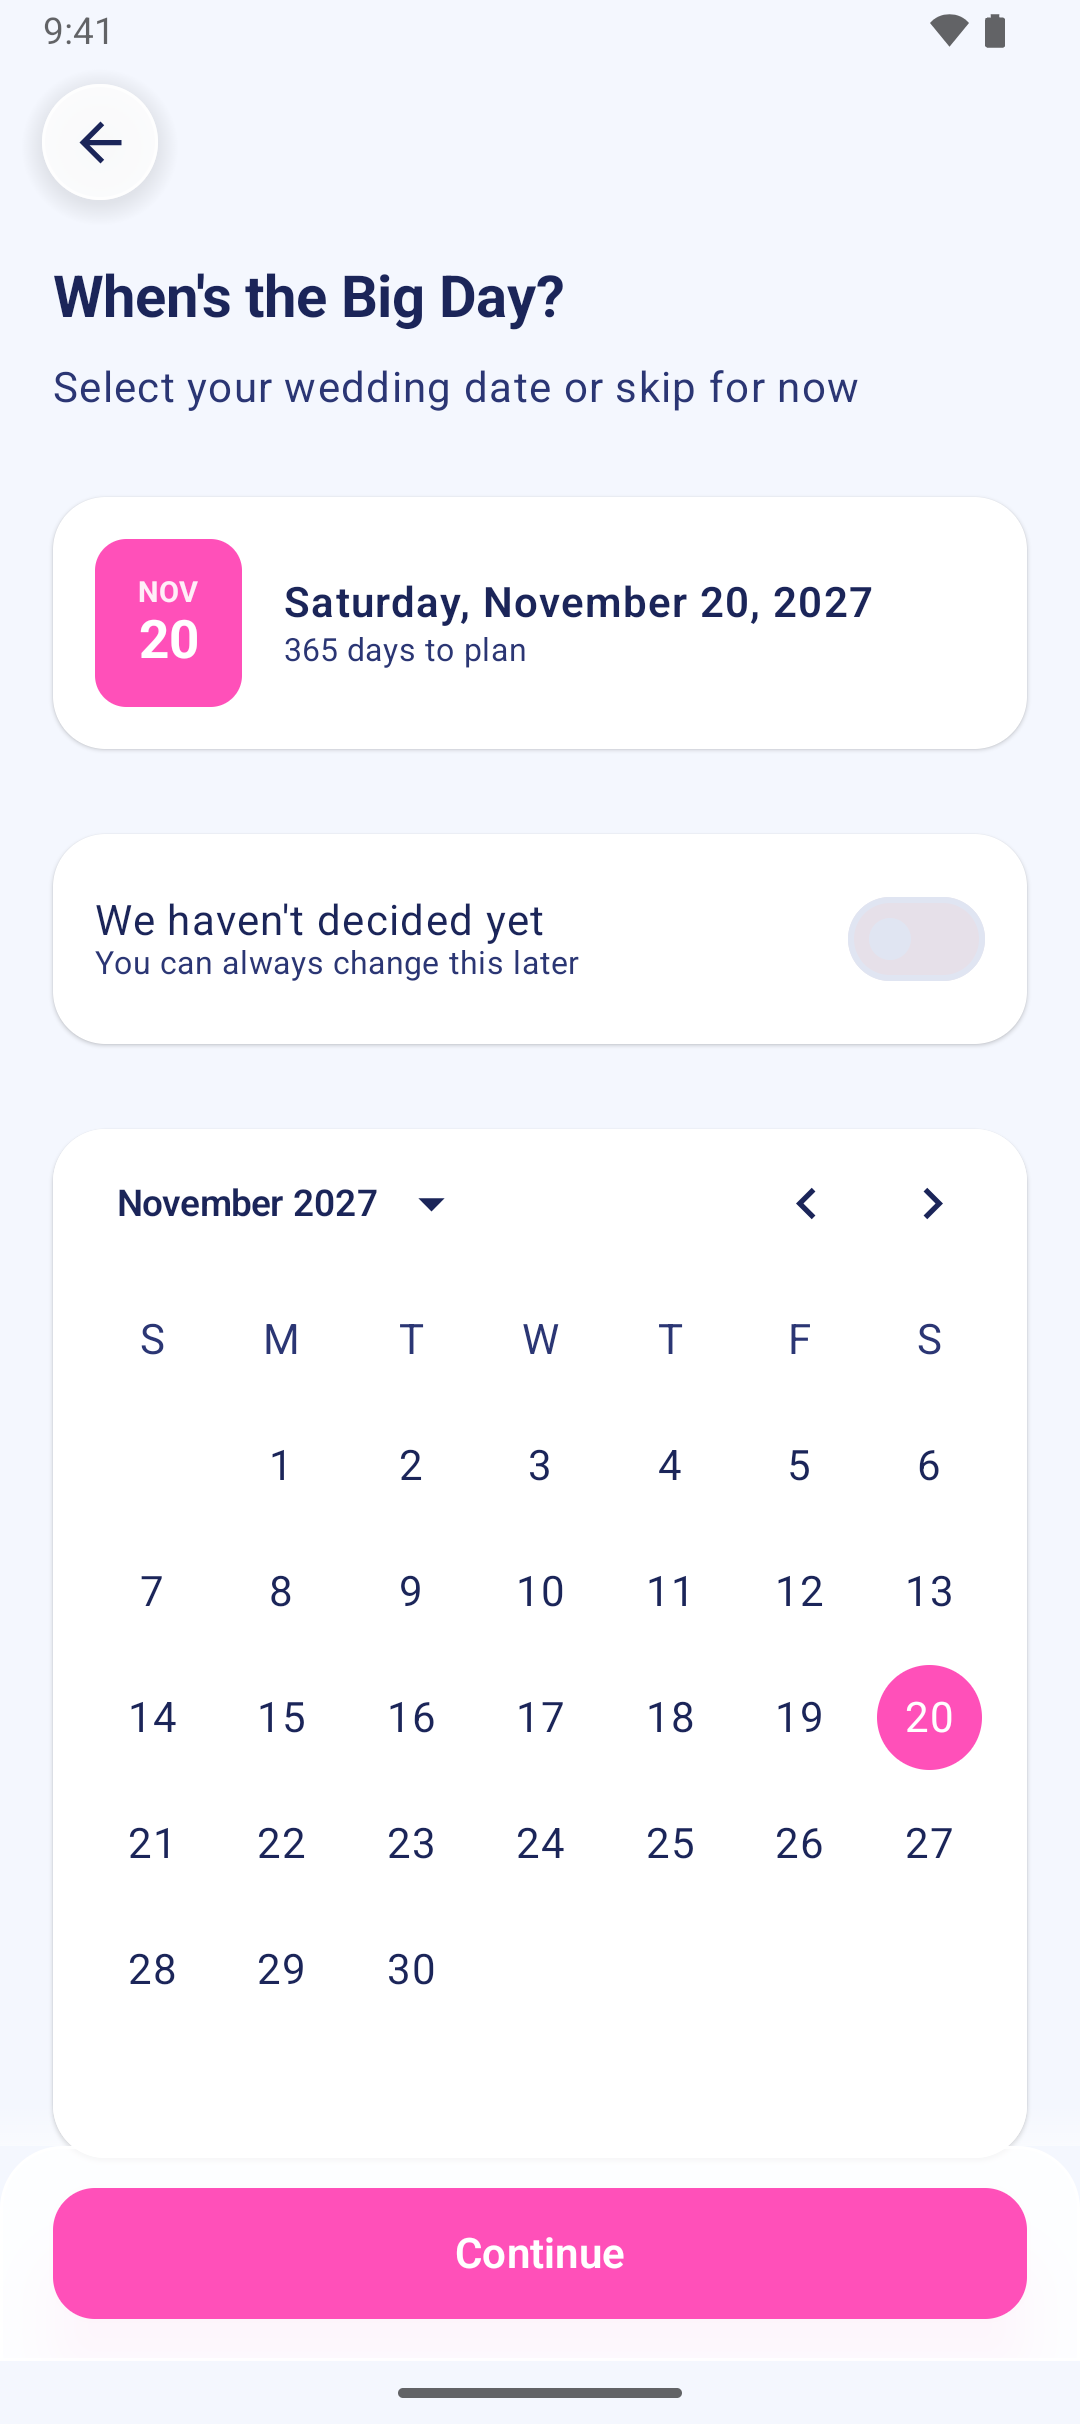 9:41
When's the Big Day?
Select your wedding date or skip for now
NOV
20
Saturday, November 20, 2027
365 days to plan
We haven't decided yet
You can always change this later
November 2027
S M T W T F S
1 2 3 4 5 6
7 8 9 10 11 12 13
14 15 16 17 18 19 20
21 22 23 24 25 26 27
28 29 30
Continue